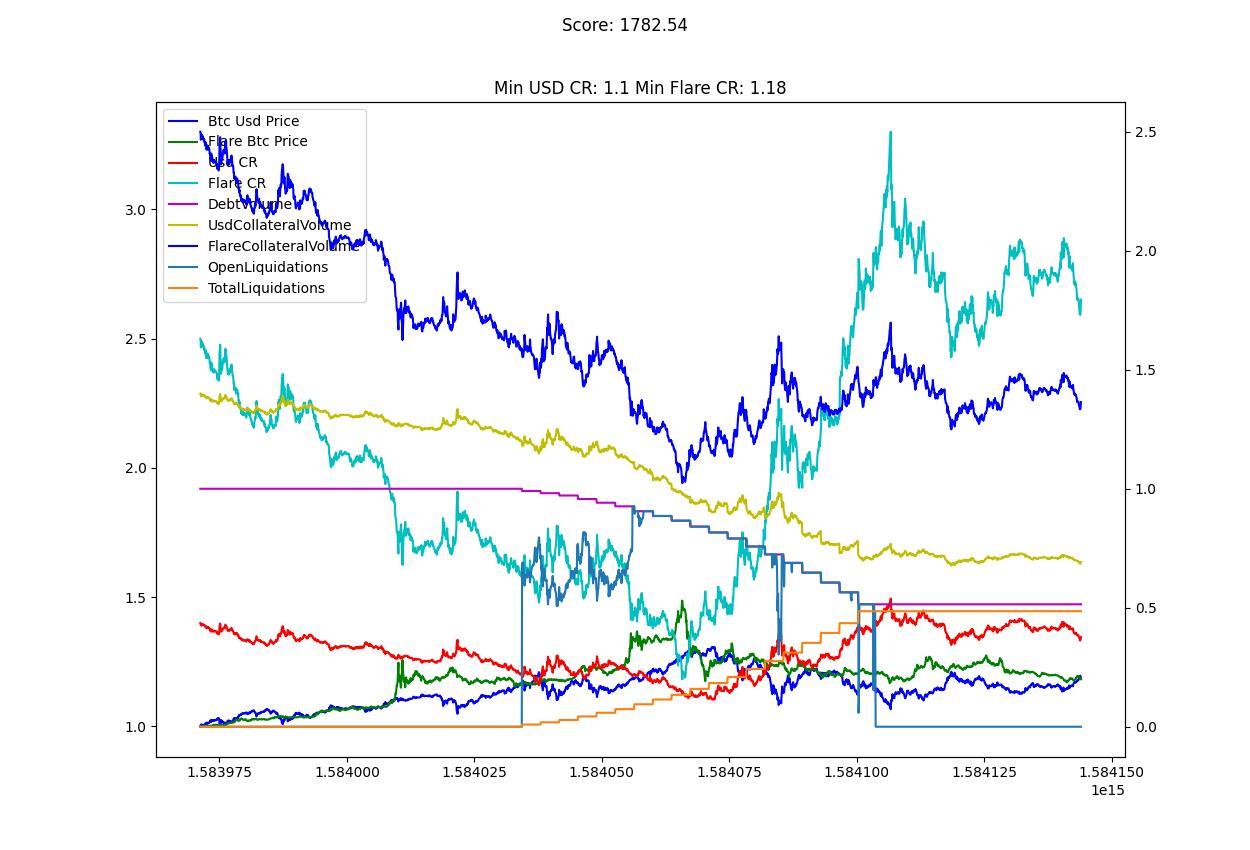 Score: 1782.54
Min USD CR: 1.1 Min Flare CR: 1.18
Btc Usd Price
Flare Btc Price
Usd CR
Flare CR
DebtVolume
UsdCollateralVolume
FlareCollateralVolume
OpenLiquidations
TotalLiquidations
3.0
2.5
2.0
1.5
1.0
2.5
2.0
1.5
1.0
0.5
0.0
1.583975 1.584000 1.584025 1.584050 1.584075 1.584100 1.584125 1.584150
1e15